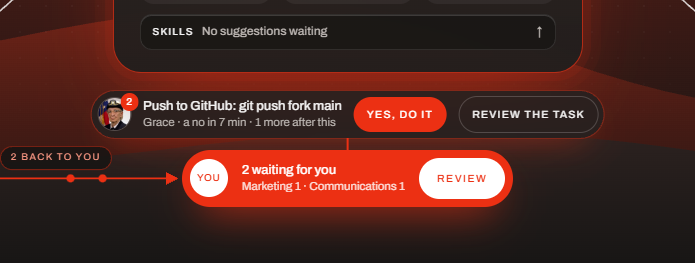 SKILLS No suggestions waiting ↑
2
Push to GitHub: git push fork main
Grace · a no in 7 min · 1 more after this
YES, DO IT
REVIEW THE TASK
2 BACK TO YOU
YOU
2 waiting for you
Marketing 1 · Communications 1
REVIEW